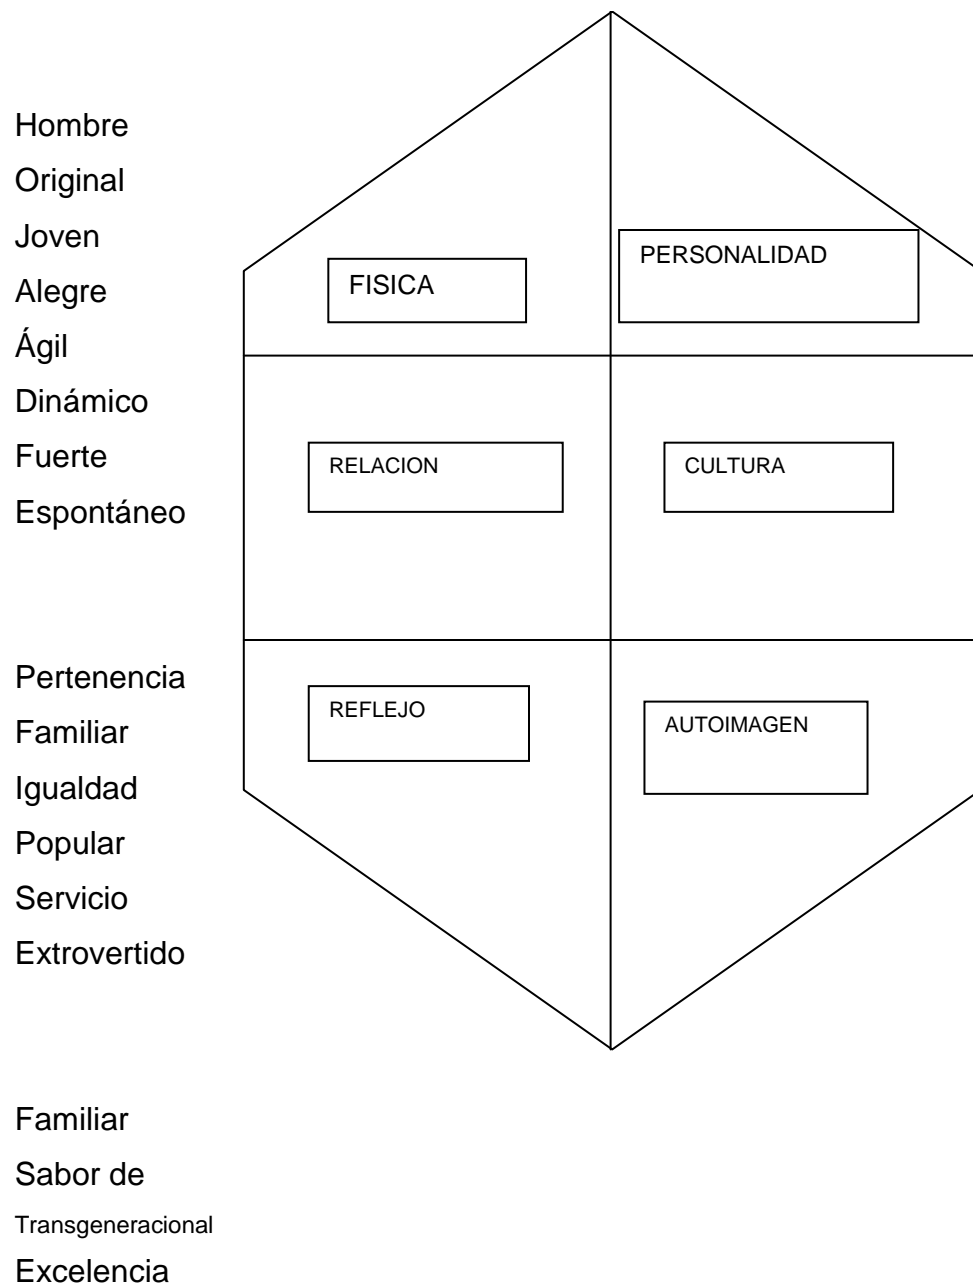 Hombre
Original
Joven
Alegre
Ágil
Dinámico
Fuerte
Espontáneo
Pertenencia
Familiar
Igualdad
Popular
Servicio
Extrovertido
Familiar
Sabor de
Transgeneracional
Excelencia
FISICA
PERSONALIDAD
RELACION
CULTURA
REFLEJO
AUTOIMAGEN